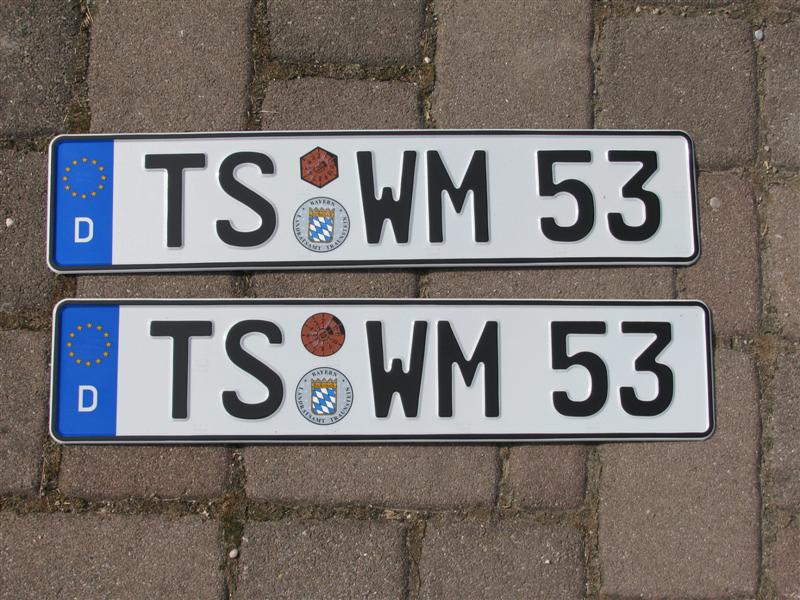 D TS WM 53
BAYERN
LANDRATSAMT TRAUNSTEIN
D TS WM 53
BAYERN
LANDRATSAMT TRAUNSTEIN